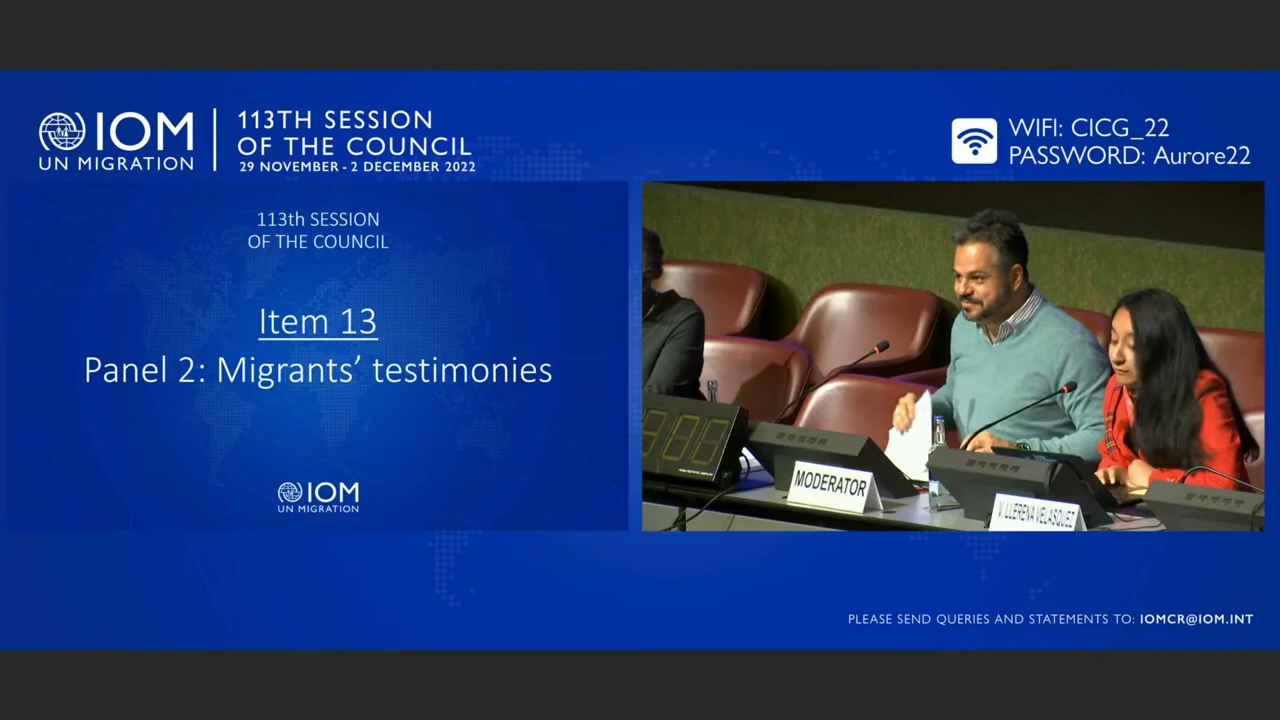 IOM
UN MIGRATION
113TH SESSION
OF THE COUNCIL
29 NOVEMBER - 2 DECEMBER 2022
WIFI: CICG_22
PASSWORD: Aurore22
113th SESSION
OF THE COUNCIL
Item 13
Panel 2: Migrants’ testimonies
IOM
UN MIGRATION
MODERATOR
V. LLERENA VELASQUEZ
PLEASE SEND QUERIES AND STATEMENTS TO: IOMCR@IOM.INT